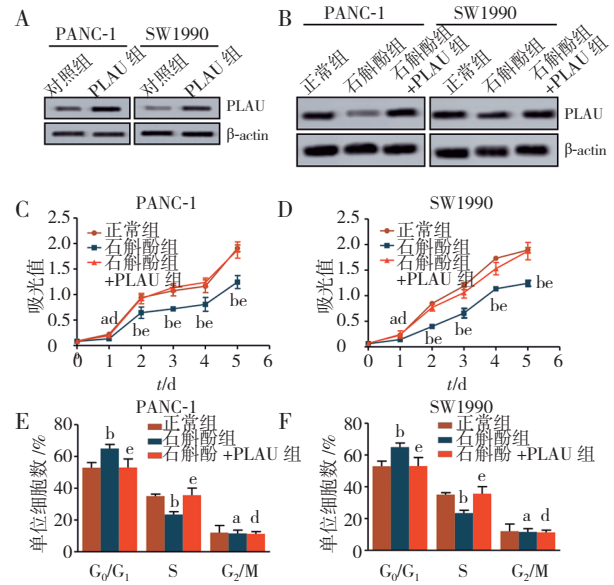 A
PANC-1
SW1990
对照组
PLAU 组
对照组
PLAU 组
PLAU
β-actin
B
PANC-1
SW1990
正常组
石斛酚组
石斛酚组
+PLAU 组
正常组
石斛酚组
石斛酚组
+PLAU 组
PLAU
β-actin
C
PANC-1
吸光值
2.5
2.0
1.5
1.0
0.5
0
正常组
石斛酚组
石斛酚组
+PLAU 组
ad
be
be
be
be
0
1
2
3
4
5
6
t/d
D
SW1990
吸光值
2.5
2.0
1.5
1.0
0.5
0
正常组
石斛酚组
石斛酚组
+PLAU 组
ad
be
be
be
be
0
1
2
3
4
5
6
t/d
E
PANC-1
单位细胞数 /%
80
60
40
20
0
正常组
石斛酚组
石斛酚 +PLAU 组
b
e
b
e
a
d
G₀/G₁
S
G₂/M
F
SW1990
单位细胞数 /%
80
60
40
20
0
正常组
石斛酚组
石斛酚 +PLAU 组
b
e
b
e
a
d
G₀/G₁
S
G₂/M